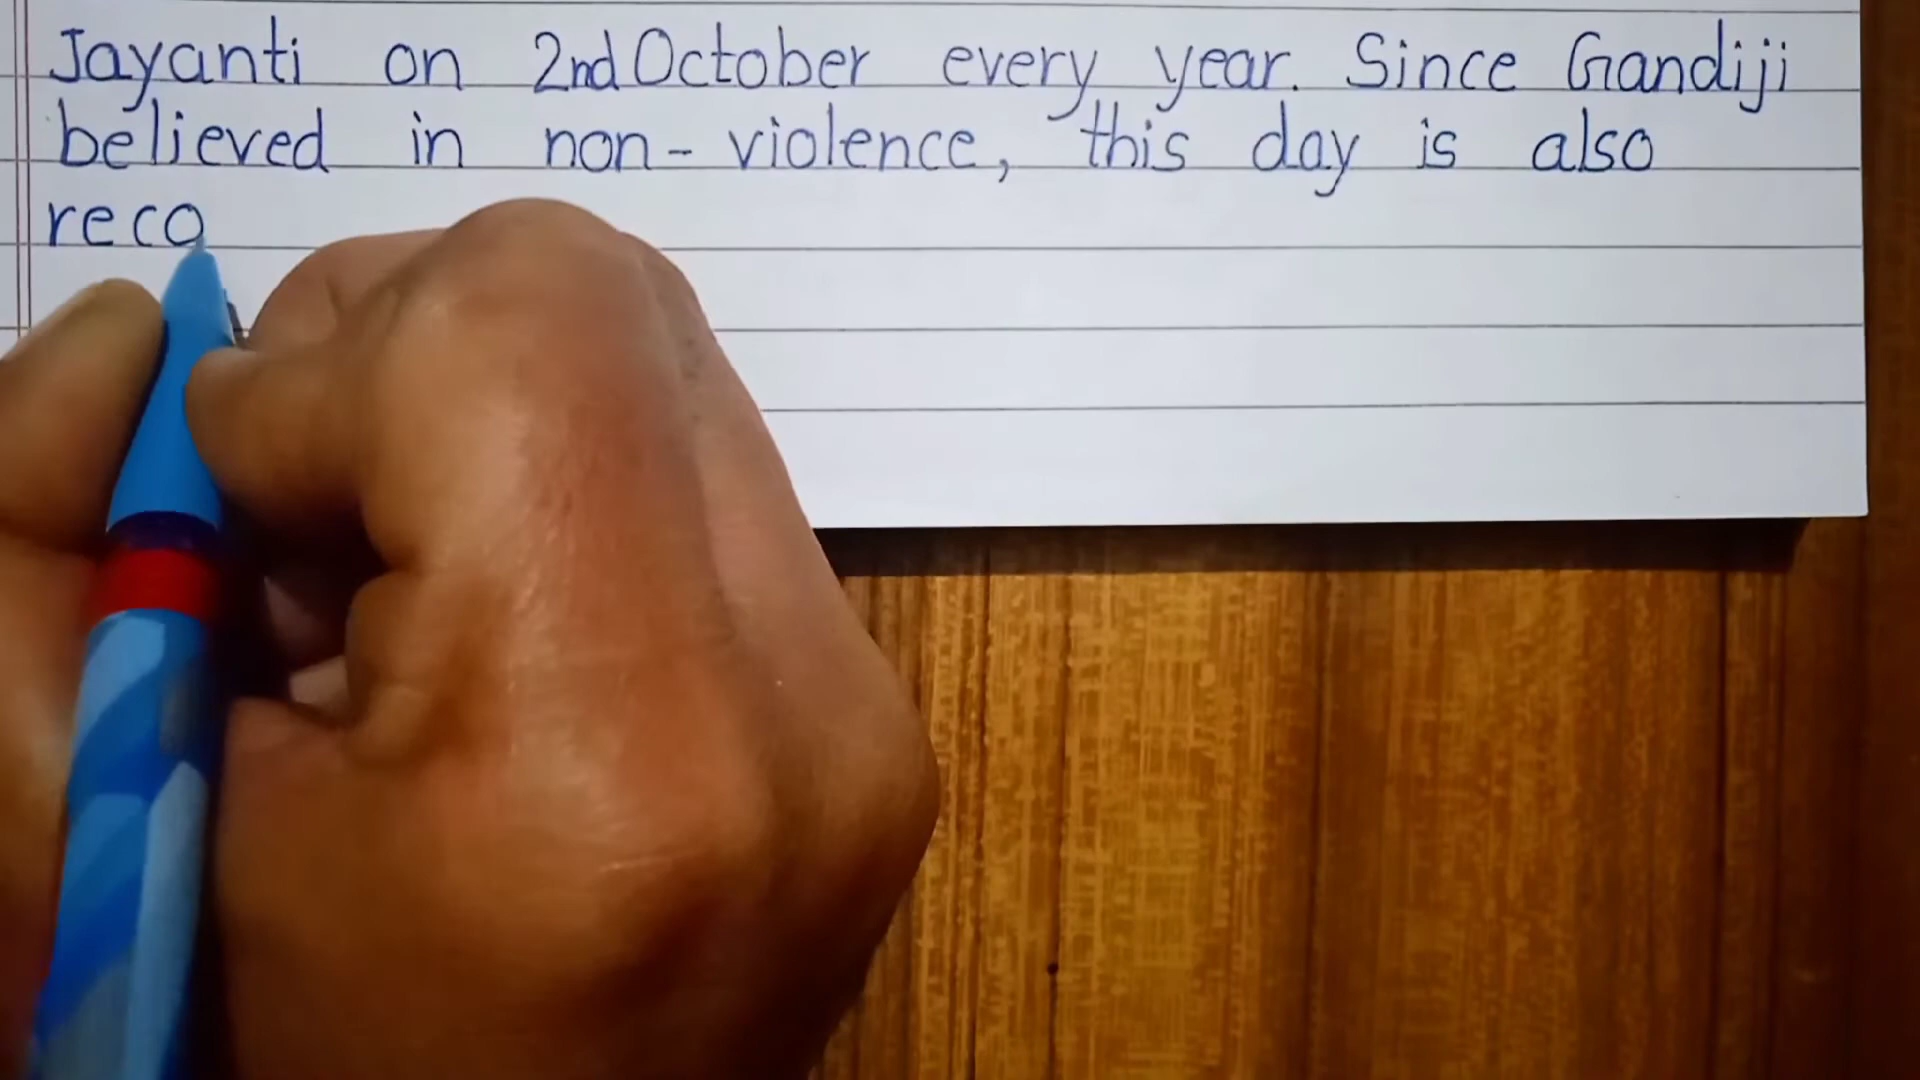 Jayanti on 2nd October every year. Since Gandiji
believed in non-violence, this day is also
reco